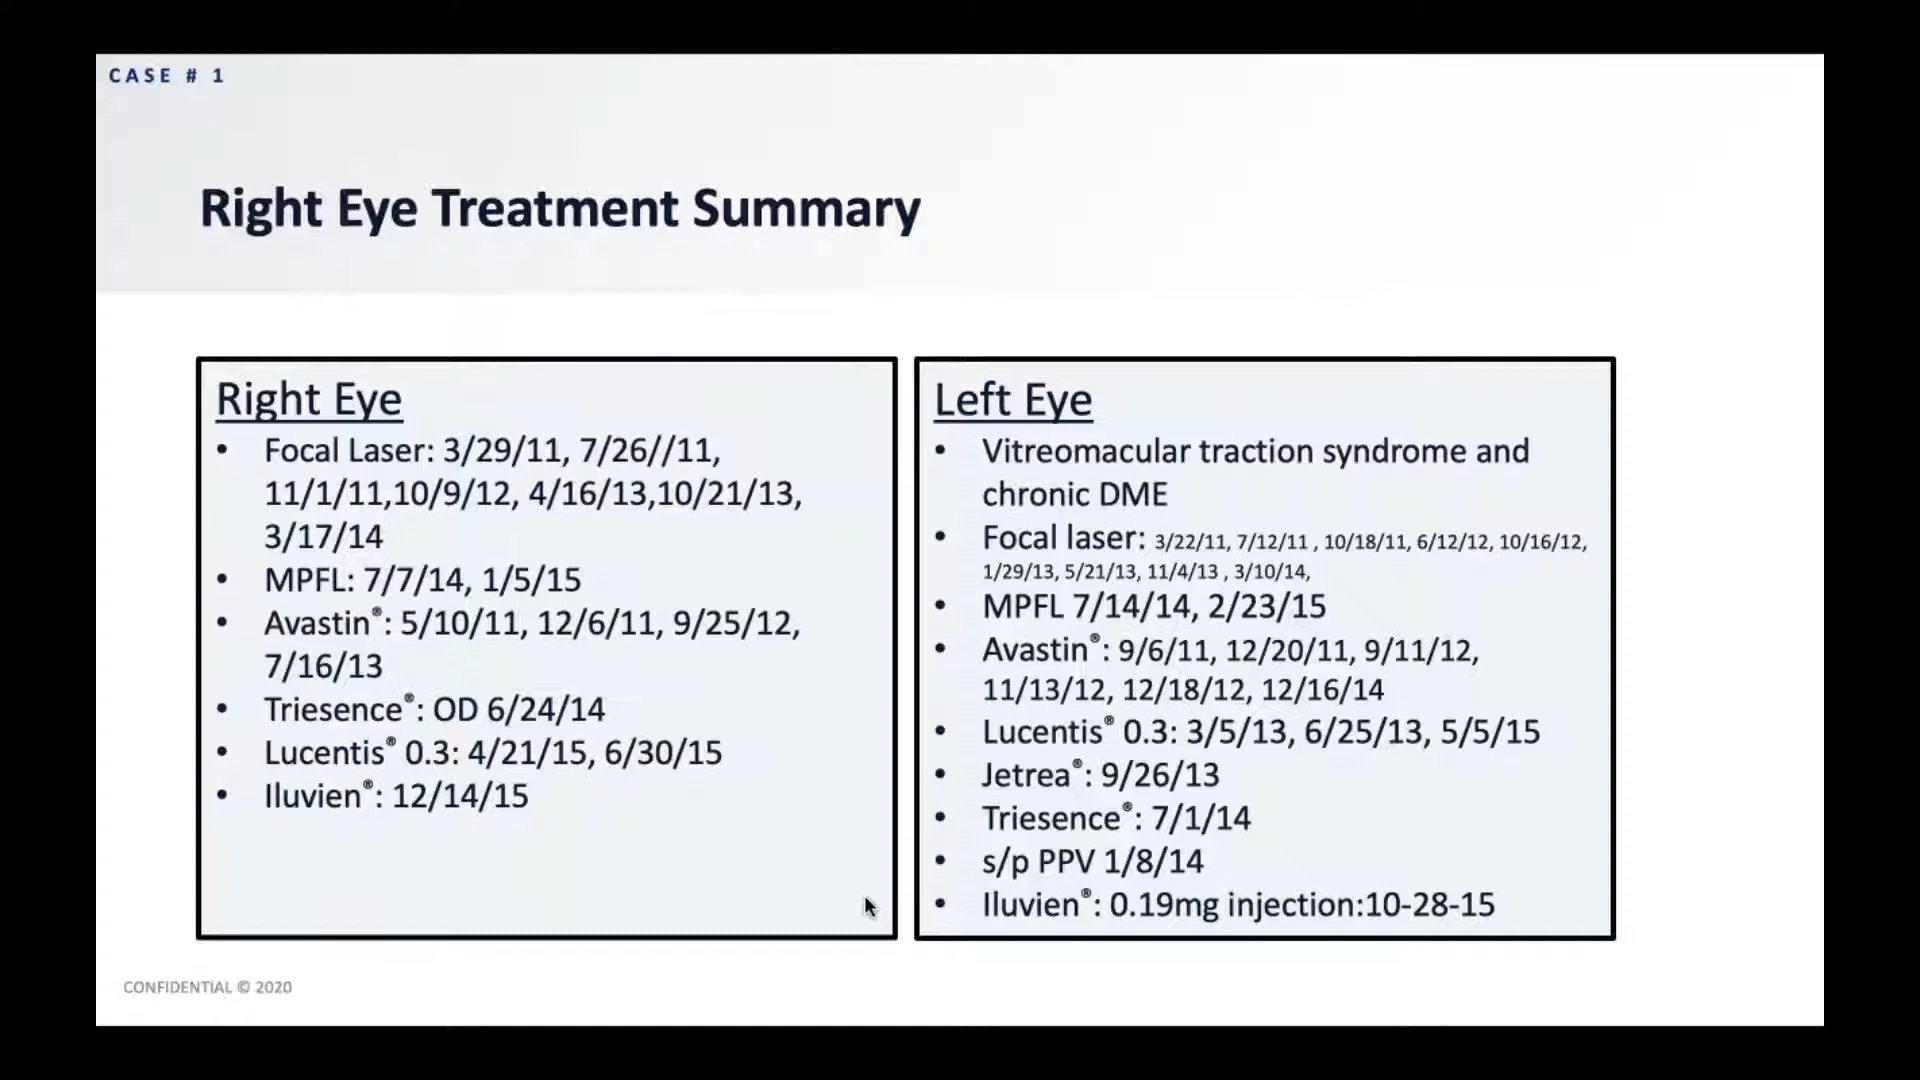 CASE # 1
Right Eye Treatment Summary
Right Eye
• Focal Laser: 3/29/11, 7/26//11,
11/1/11,10/9/12, 4/16/13,10/21/13,
3/17/14
• MPFL: 7/7/14, 1/5/15
• Avastin®: 5/10/11, 12/6/11, 9/25/12,
7/16/13
• Triesence®: OD 6/24/14
• Lucentis® 0.3: 4/21/15, 6/30/15
• Iluvien®: 12/14/15
Left Eye
• Vitreomacular traction syndrome and
chronic DME
• Focal laser: 3/22/11, 7/12/11 , 10/18/11, 6/12/12, 10/16/12,
1/29/13, 5/21/13, 11/4/13 , 3/10/14,
• MPFL 7/14/14, 2/23/15
• Avastin®: 9/6/11, 12/20/11, 9/11/12,
11/13/12, 12/18/12, 12/16/14
• Lucentis® 0.3: 3/5/13, 6/25/13, 5/5/15
• Jetrea®: 9/26/13
• Triesence®: 7/1/14
• s/p PPV 1/8/14
• Iluvien®: 0.19mg injection:10-28-15
CONFIDENTIAL © 2020